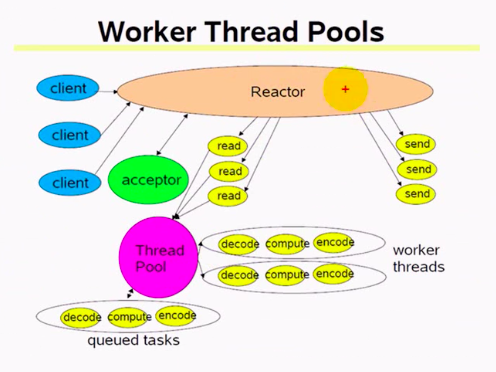 Worker Thread Pools
client
Reactor
+
client
read
send
client
acceptor
read
send
read
send
Thread
Pool
decode compute encode
decode compute encode
worker
threads
decode compute encode
queued tasks